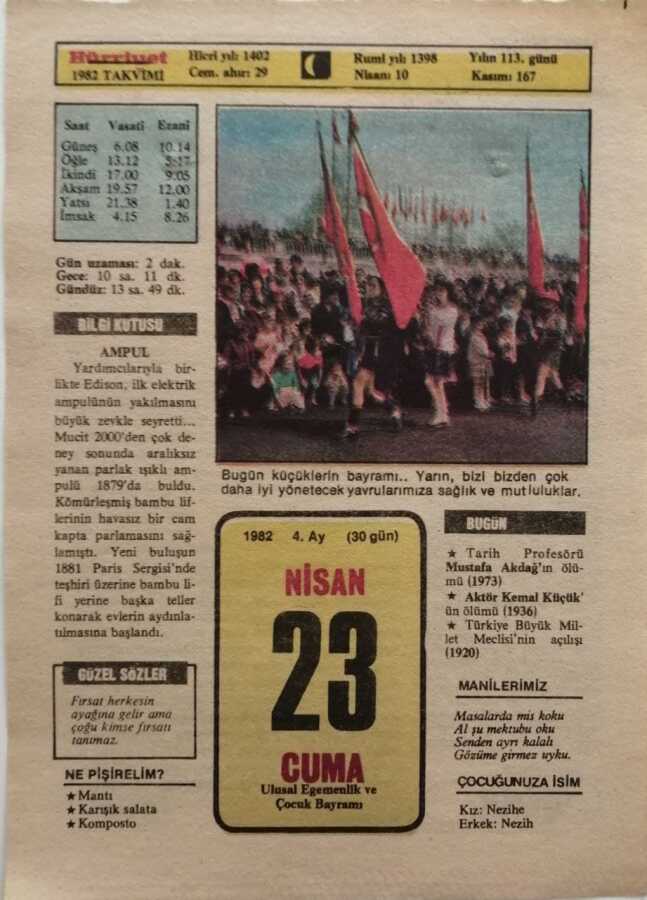 Hürriyet
1982 TAKVİMİ
Hicri yıl: 1402
Cem. ahır: 29
Rumi yıl: 1398
Nisan: 10
Yılın 113. günü
Kasım: 167
Saat Vasati Ezani
Güneş 6.08 10.14
Öğle 13.12 5.17
İkindi 17.00 9.05
Akşam 19.57 12.00
Yatsı 21.38 1.40
İmsak 4.15 8.26
Gün uzaması: 2 dak.
Gece: 10 sa. 11 dk.
Gündüz: 13 sa. 49 dk.
BİLGİ KUTUSU
AMPUL
Yardımcılarıyla bir-
likte Edison, ilk elektrik
ampulünün yakılmasını
büyük zevkle seyretti...
Mucit 2000'den çok de-
ney sonunda aralıksız
yanan parlak ışıklı am-
pulü 1879'da buldu.
Kömürleşmiş bambu lif-
lerinin havasız bir cam
kapta parlamasını sağ-
lamıştı. Yeni buluşun
1881 Paris Sergisi'nde
teşhiri üzerine bambu li-
fi yerine başka teller
konarak evlerin aydınla-
tılmasına başlandı.
GÜZEL SÖZLER
Fırsat herkesin
ayağına gelir ama
çoğu kimse fırsatı
tanımaz.
NE PİŞİRELİM?
★ Mantı
★ Karışık salata
★ Komposto
Bugün küçüklerin bayramı.. Yarın, bizi bizden çok
daha iyi yönetecek yavrularımıza sağlık ve mutluluklar.
1982 4. Ay (30 gün)
NİSAN
23
CUMA
Ulusal Egemenlik ve
Çocuk Bayramı
BUGÜN
★ Tarih Profesörü
Mustafa Akdağ'ın ölü-
mü (1973)
★ Aktör Kemal Küçük'
ün ölümü (1936)
★ Türkiye Büyük Mil-
let Meclisi'nin açılışı
(1920)
MANİLERİMİZ
Masalarda mis koku
Al şu mektubu oku
Senden ayrı kalalı
Gözüme girmez uyku.
ÇOCUĞUNUZA İSİM
Kız: Nezihe
Erkek: Nezih